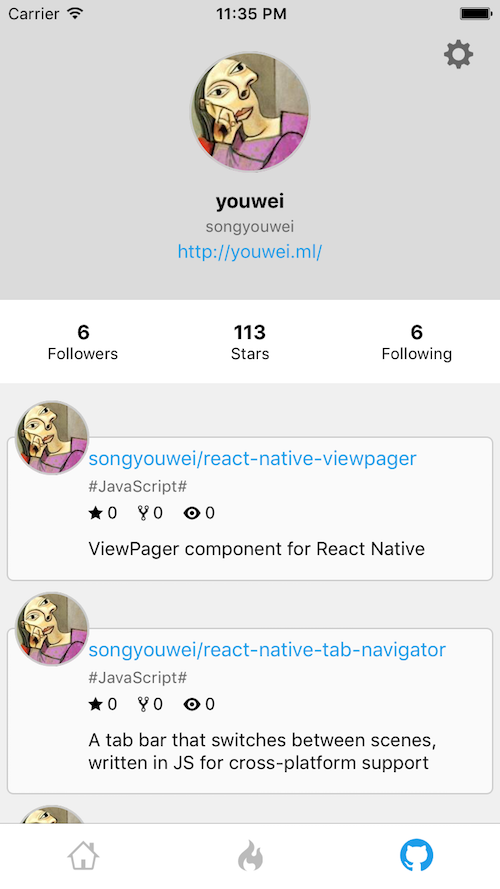 Carrier 11:35 PM
youwei
songyouwei
http://youwei.ml/
6 113 6
Followers Stars Following
songyouwei/react-native-viewpager
#JavaScript#
0 0 0
ViewPager component for React Native
songyouwei/react-native-tab-navigator
#JavaScript#
0 0 0
A tab bar that switches between scenes,
written in JS for cross-platform support